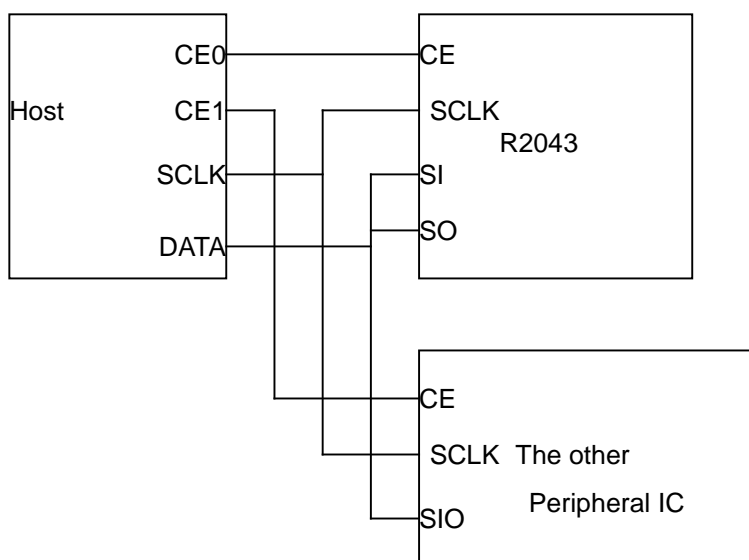 CE0
CE
Host
CE1
SCLK
R2043
SCLK
SI
DATA
SO
CE
SCLK The other
Peripheral IC
SIO